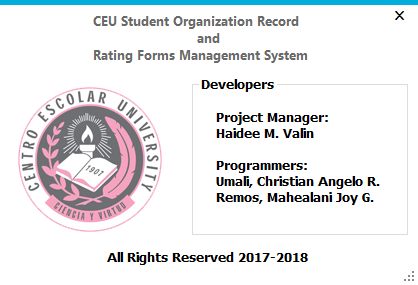 CEU Student Organization Record
and
Rating Forms Management System
Developers
Project Manager:
Haidee M. Valin
Programmers:
Umali, Christian Angelo R.
Remos, Mahealani Joy G.
CENTRO ESCOLAR UNIVERSITY
1907
CIENCIA Y VIRTUD
All Rights Reserved 2017-2018